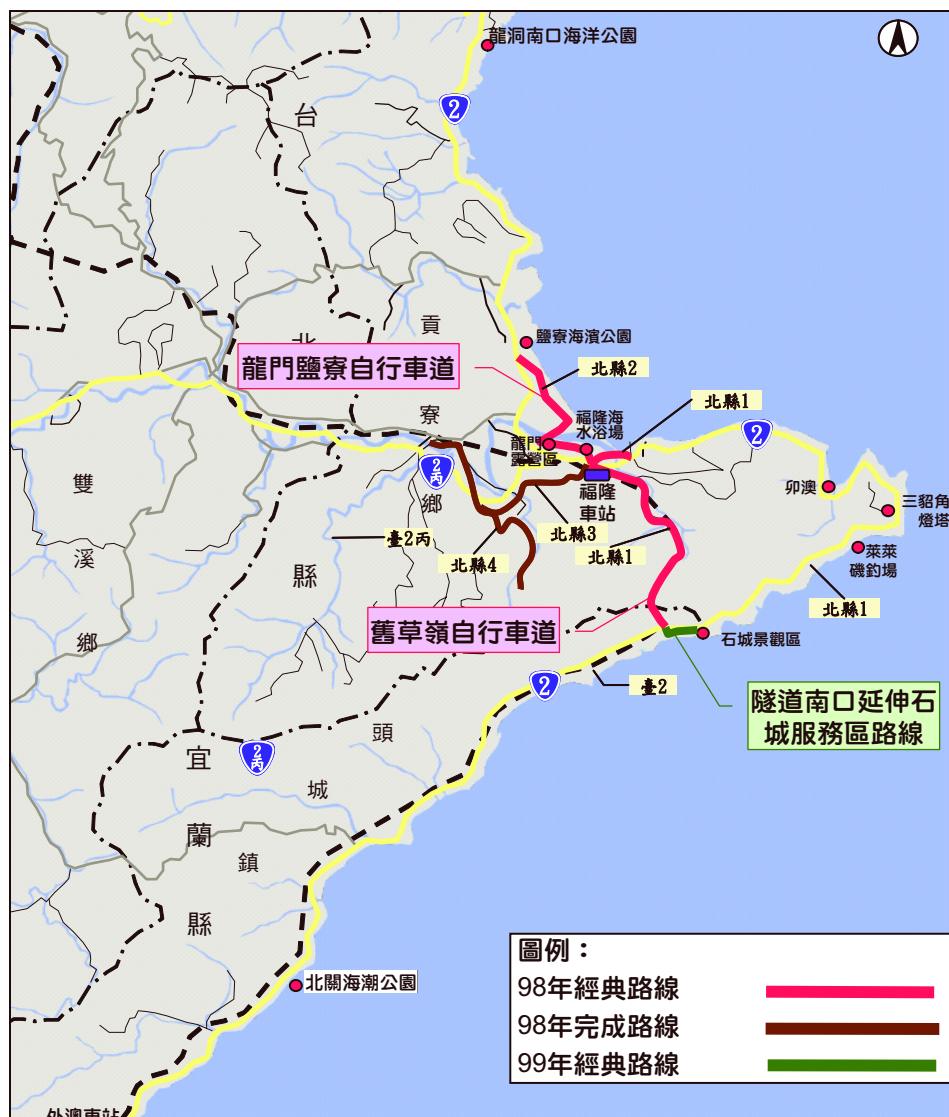 龍洞南口海洋公園
2
台
北
縣
鹽寮海濱公園
貢
寮
鄉
龍門鹽寮自行車道
北縣2
北縣1
福隆海
水浴場
龍門
露營區
2
2
丙
福隆
車站
卯澳
三貂角
燈塔
雙
溪
鄉
臺2丙
北縣3
北縣4
北縣1
萊萊
磯釣場
北縣1
舊草嶺自行車道
石城景觀區
2
臺2
隧道南口延伸石
城服務區路線
2
丙
宜
蘭
縣
頭
城
鎮
北關海潮公園
外澳車站
圖例：
98年經典路線
98年完成路線
99年經典路線